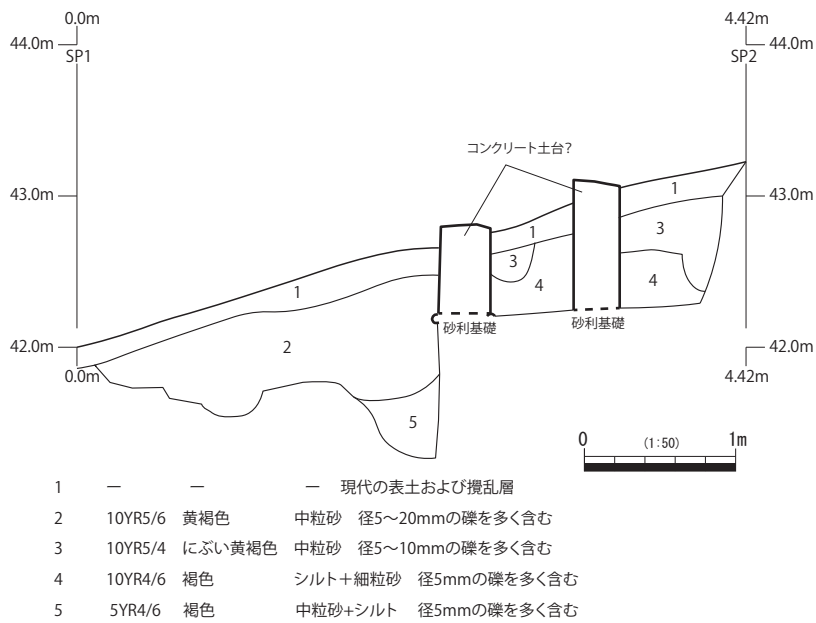 0.0m 4.42m
44.0m 44.0m
SP1 SP2
コンクリート土台?
43.0m 43.0m
1
1
3
3
4
4
1
砂利基礎 砂利基礎
42.0m 42.0m
2
0.0m 4.42m
5
0 (1:50) 1m
1 ― ― ― 現代の表土および攪乱層
2 10YR5/6 黄褐色 中粒砂 径5~20mmの礫を多く含む
3 10YR5/4 にぶい黄褐色 中粒砂 径5~10mmの礫を多く含む
4 10YR4/6 褐色 シルト+細粒砂 径5mmの礫を多く含む
5 5YR4/6 褐色 中粒砂+シルト 径5mmの礫を多く含む